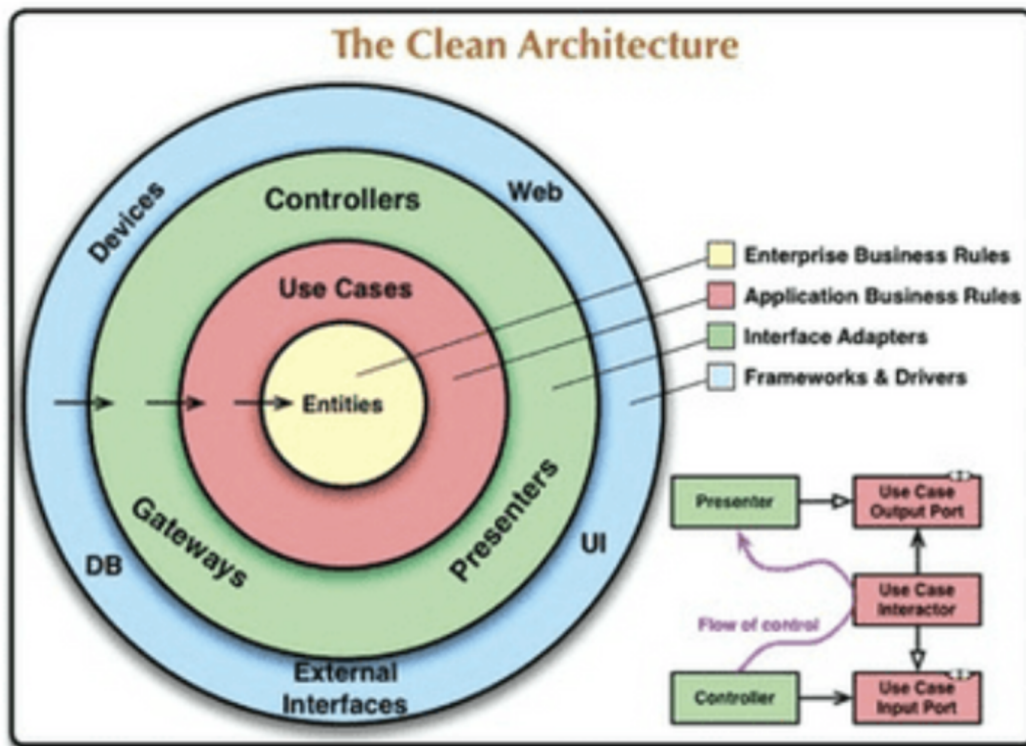 The Clean Architecture
Devices
Web
Controllers
Use Cases
Entities
Gateways
Presenters
DB
UI
External
Interfaces
Enterprise Business Rules
Application Business Rules
Interface Adapters
Frameworks & Drivers
Presenter
Use Case
Output Port
Flow of control
Use Case
Interactor
Controller
Use Case
Input Port